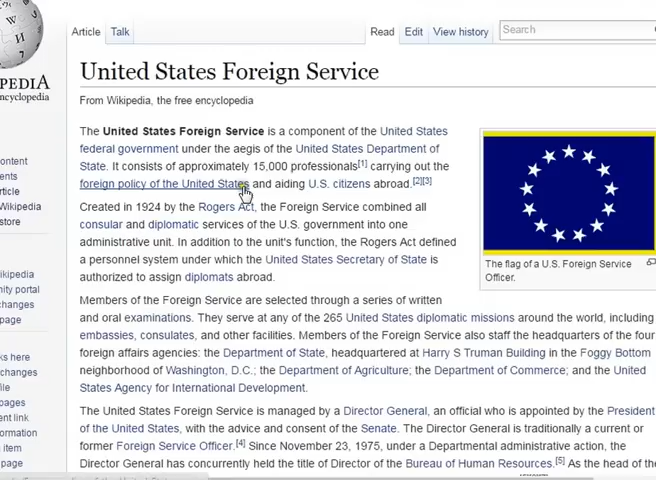 Article Talk Read Edit View history Search
PEDIA
ncyclopedia
United States Foreign Service
From Wikipedia, the free encyclopedia
The United States Foreign Service is a component of the United States
federal government under the aegis of the United States Department of
State. It consists of approximately 15,000 professionals[1] carrying out the
foreign policy of the United States and aiding U.S. citizens abroad.[2][3]
Created in 1924 by the Rogers Act, the Foreign Service combined all
consular and diplomatic services of the U.S. government into one
administrative unit. In addition to the unit's function, the Rogers Act defined
a personnel system under which the United States Secretary of State is
authorized to assign diplomats abroad.
The flag of a U.S. Foreign Service
Officer.
Members of the Foreign Service are selected through a series of written
and oral examinations. They serve at any of the 265 United States diplomatic missions around the world, including
embassies, consulates, and other facilities. Members of the Foreign Service also staff the headquarters of the four
foreign affairs agencies: the Department of State, headquartered at Harry S Truman Building in the Foggy Bottom
neighborhood of Washington, D.C.; the Department of Agriculture; the Department of Commerce; and the United
States Agency for International Development.
The United States Foreign Service is managed by a Director General, an official who is appointed by the President
of the United States, with the advice and consent of the Senate. The Director General is traditionally a current or
former Foreign Service Officer.[4] Since November 23, 1975, under a Departmental administrative action, the
Director General has concurrently held the title of Director of the Bureau of Human Resources.[5] As the head of the
ontent
ents
rticle
Wikipedia
store
ikipedia
nity portal
changes
page
ks here
changes
file
pages
ent link
ormation
item
page